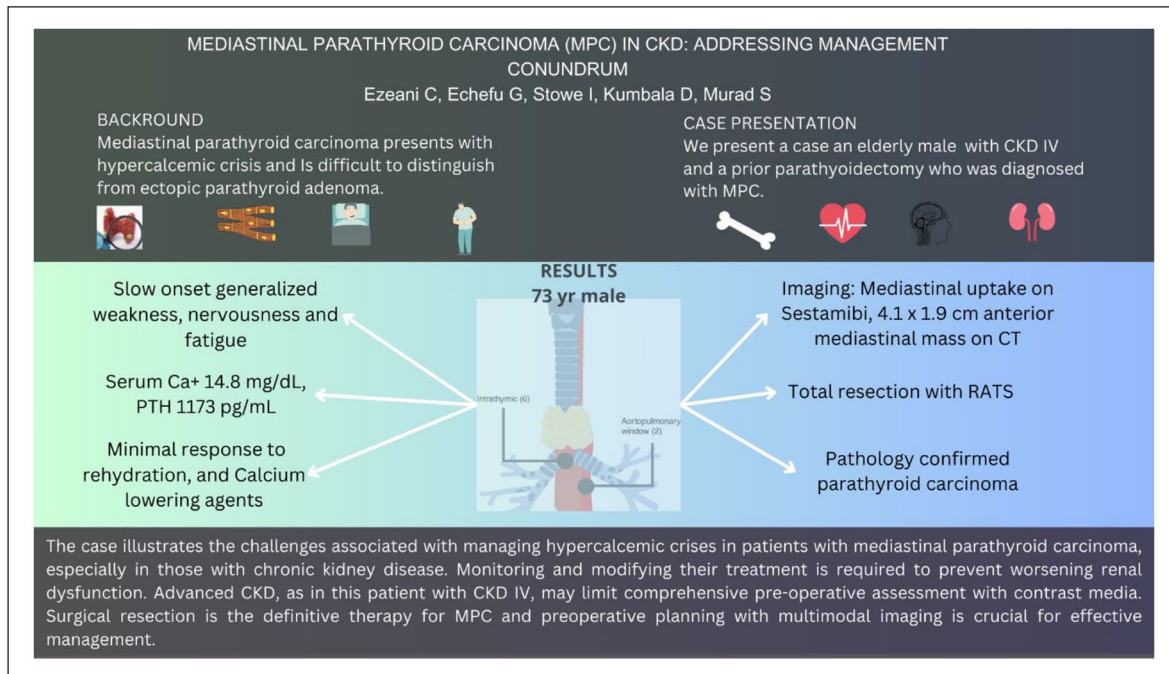 MEDIASTINAL PARATHYROID CARCINOMA (MPC) IN CKD: ADDRESSING MANAGEMENT
CONUNDRUM
Ezeani C, Echefu G, Stowe I, Kumbala D, Murad S
BACKROUND
Mediastinal parathyroid carcinoma presents with
hypercalcemic crisis and Is difficult to distinguish
from ectopic parathyroid adenoma.
CASE PRESENTATION
We present a case an elderly male with CKD IV
and a prior parathyoidectomy who was diagnosed
with MPC.
RESULTS
73 yr male
Slow onset generalized
weakness, nervousness and
fatigue
Serum Ca+ 14.8 mg/dL,
PTH 1173 pg/mL
Minimal response to
rehydration, and Calcium
lowering agents
Intrathymic (6)
Aortopulmonary
window (2)
Imaging: Mediastinal uptake on
Sestamibi, 4.1 x 1.9 cm anterior
mediastinal mass on CT
Total resection with RATS
Pathology confirmed
parathyroid carcinoma
The case illustrates the challenges associated with managing hypercalcemic crises in patients with mediastinal parathyroid carcinoma,
especially in those with chronic kidney disease. Monitoring and modifying their treatment is required to prevent worsening renal
dysfunction. Advanced CKD, as in this patient with CKD IV, may limit comprehensive pre-operative assessment with contrast media.
Surgical resection is the definitive therapy for MPC and preoperative planning with multimodal imaging is crucial for effective
management.